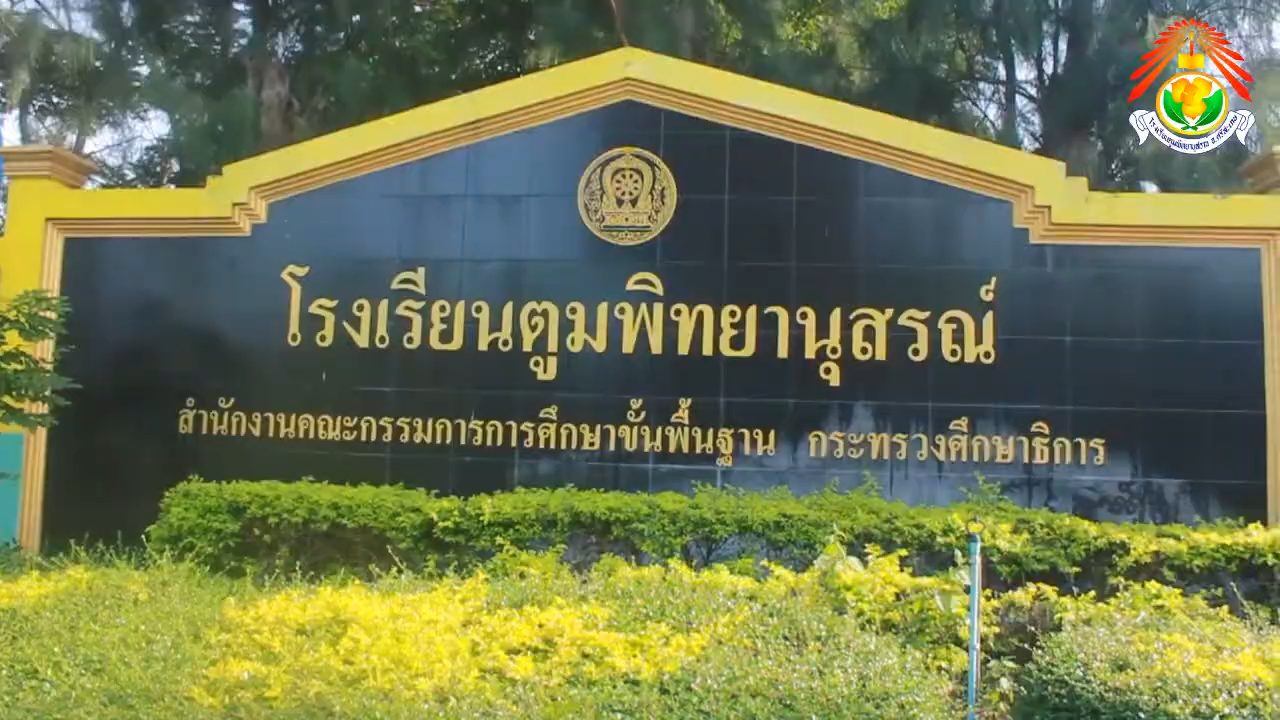 โรงเรียนตูมพิทยานุสรณ์
สำนักงานคณะกรรมการการศึกษาขั้นพื้นฐาน กระทรวงศึกษาธิการ